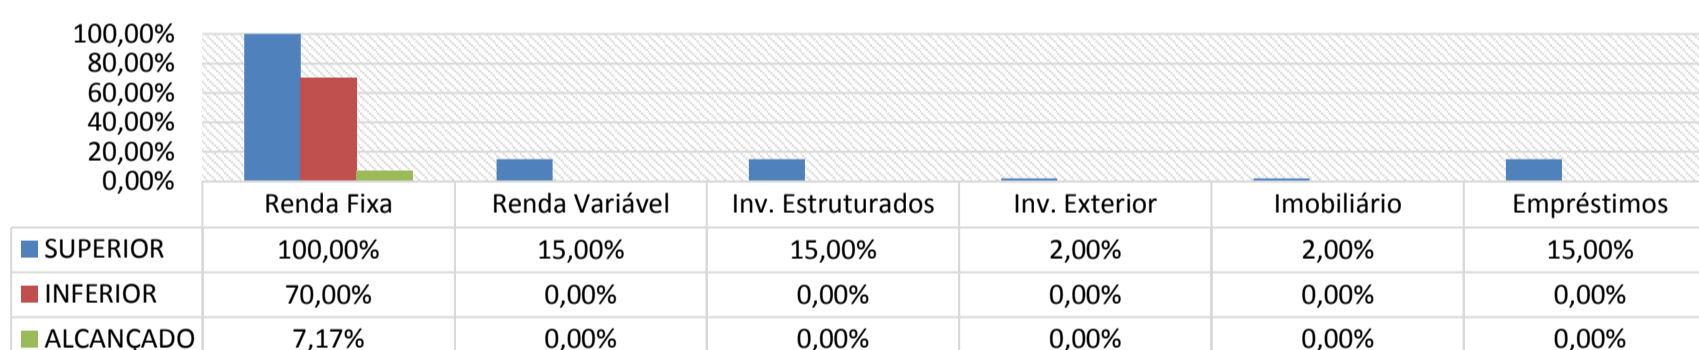 100,00%
80,00%
60,00%
40,00%
20,00%
0,00%
Renda Fixa Renda Variável Inv. Estruturados Inv. Exterior Imobiliário Empréstimos
SUPERIOR 100,00% 15,00% 15,00% 2,00% 2,00% 15,00%
INFERIOR 70,00% 0,00% 0,00% 0,00% 0,00% 0,00%
ALCANÇADO 7,17% 0,00% 0,00% 0,00% 0,00% 0,00%